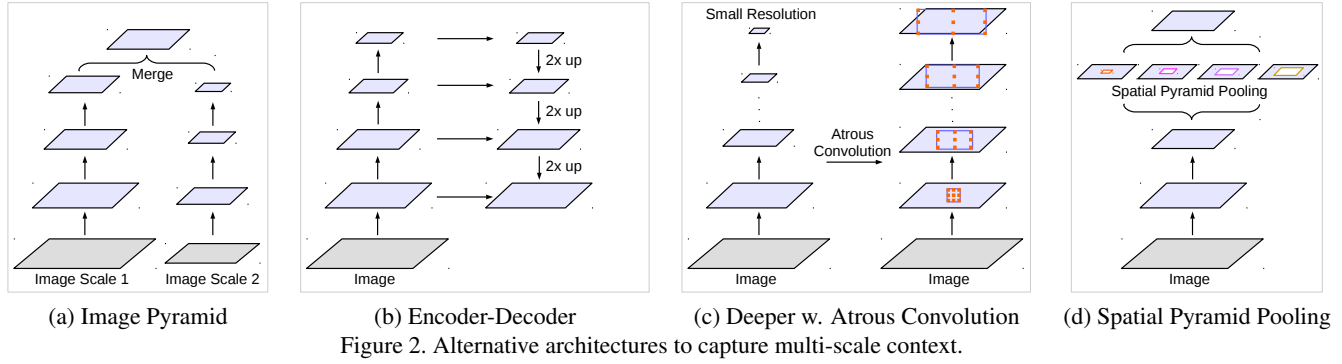 Merge
Image Scale 1
Image Scale 2
(a) Image Pyramid
2x up
2x up
2x up
Image
(b) Encoder-Decoder
Small Resolution
Atrous
Convolution
Image
Image
(c) Deeper w. Atrous Convolution
Spatial Pyramid Pooling
Image
(d) Spatial Pyramid Pooling
Figure 2. Alternative architectures to capture multi-scale context.